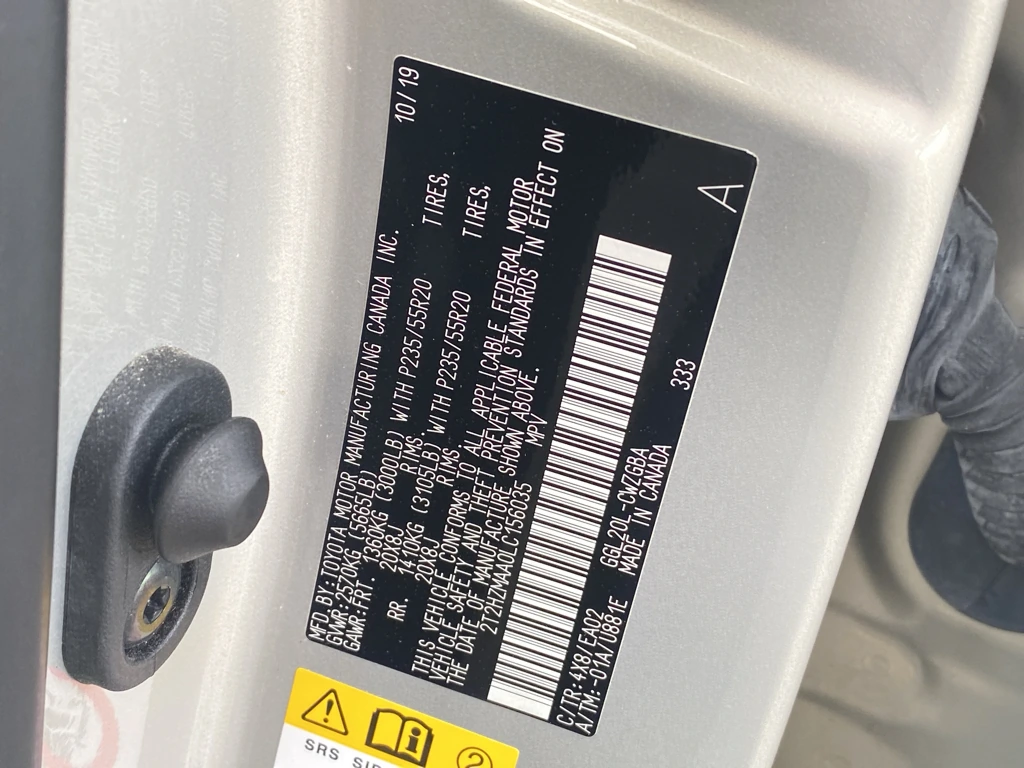 MFD.BY:TOYOTA MOTOR MANUFACTURING CANADA INC. 10/19
GVWR:2570KG (5665LB)
GAWR:FRT. 1360KG (3000LB) WITH P235/55R20 TIRES,
20X8J RIMS
RR. 1410KG (3105LB) WITH P235/55R20 TIRES,
20X8J RIMS
THIS VEHICLE CONFORMS TO ALL APPLICABLE FEDERAL MOTOR
VEHICLE SAFETY AND THEFT PREVENTION STANDARDS IN EFFECT ON
THE DATE OF MANUFACTURE SHOWN ABOVE.
2T2HZMDA MPV
C/TR:4X8/EA02 GGL20L-CWZGBA 333 A
A/TM:-01A/U881E MADE IN CANADA
SRS